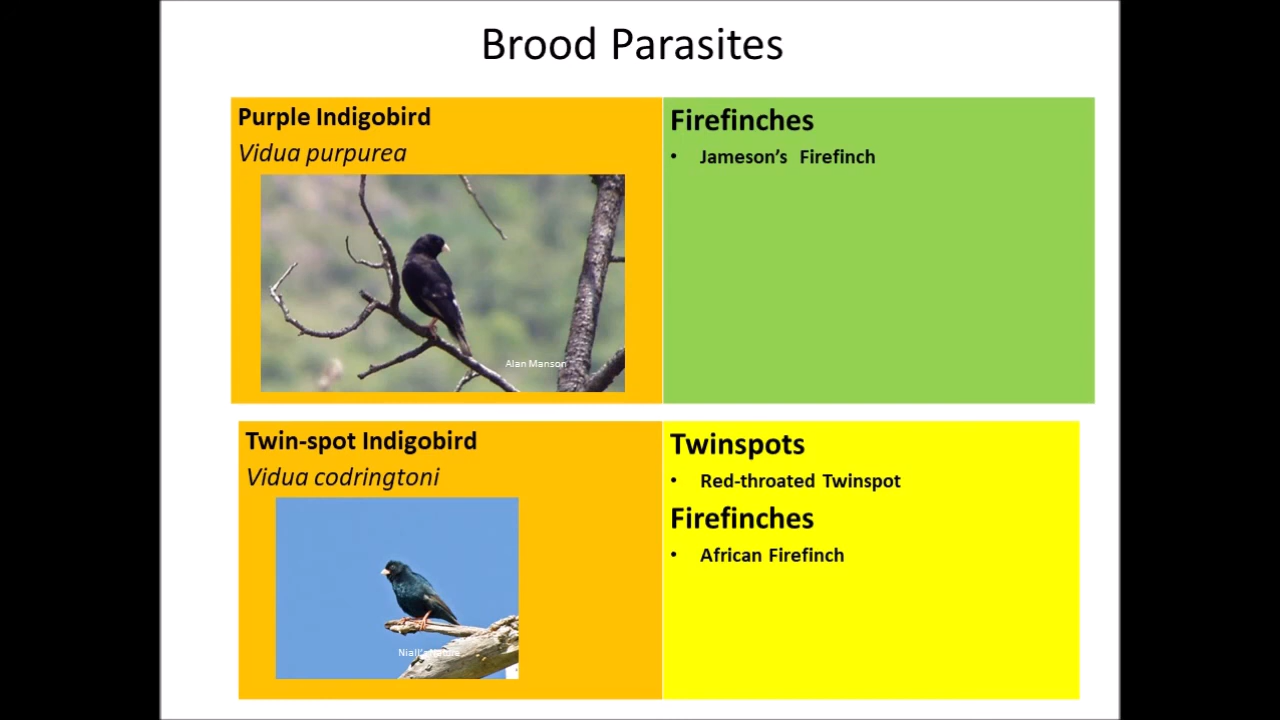 Brood Parasites
Purple Indigobird
Vidua purpurea
Alan Manson
Firefinches
• Jameson’s Firefinch
Twin-spot Indigobird
Vidua codringtoni
Niall's
Twinspots
• Red-throated Twinspot
Firefinches
• African Firefinch